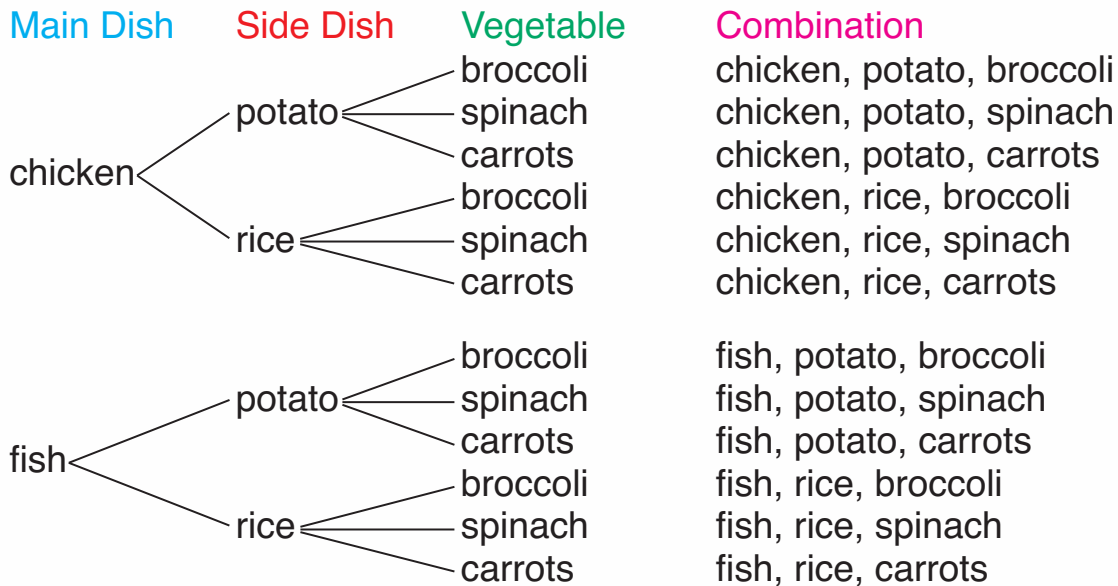 Main Dish Side Dish Vegetable Combination
broccoli chicken, potato, broccoli
potato spinach chicken, potato, spinach
carrots chicken, potato, carrots
chicken
broccoli chicken, rice, broccoli
rice spinach chicken, rice, spinach
carrots chicken, rice, carrots
broccoli fish, potato, broccoli
potato spinach fish, potato, spinach
carrots fish, potato, carrots
fish
broccoli fish, rice, broccoli
rice spinach fish, rice, spinach
carrots fish, rice, carrots